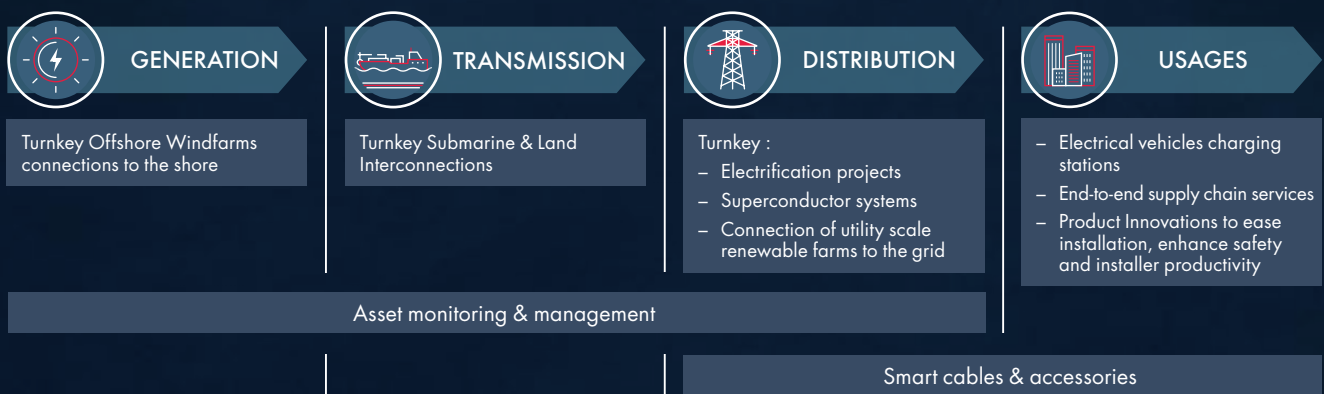 GENERATION
Turnkey Offshore Windfarms
connections to the shore
TRANSMISSION
Turnkey Submarine & Land
Interconnections
DISTRIBUTION
Turnkey :
– Electrification projects
– Superconductor systems
– Connection of utility scale
renewable farms to the grid
USAGES
– Electrical vehicles charging
stations
– End-to-end supply chain services
– Product Innovations to ease
installation, enhance safety
and installer productivity
Asset monitoring & management
Smart cables & accessories